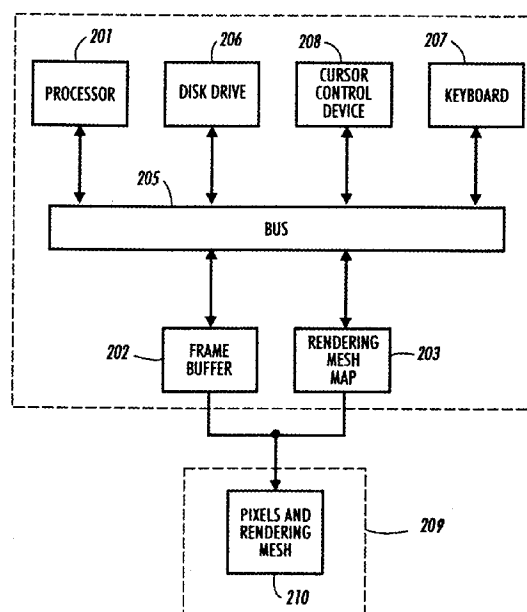 201
206
208
207
PROCESSOR
DISK DRIVE
CURSOR
CONTROL
DEVICE
KEYBOARD
205
BUS
202
FRAME
BUFFER
RENDERING
MESH
MAP
203
PIXELS AND
RENDERING
MESH
209
210